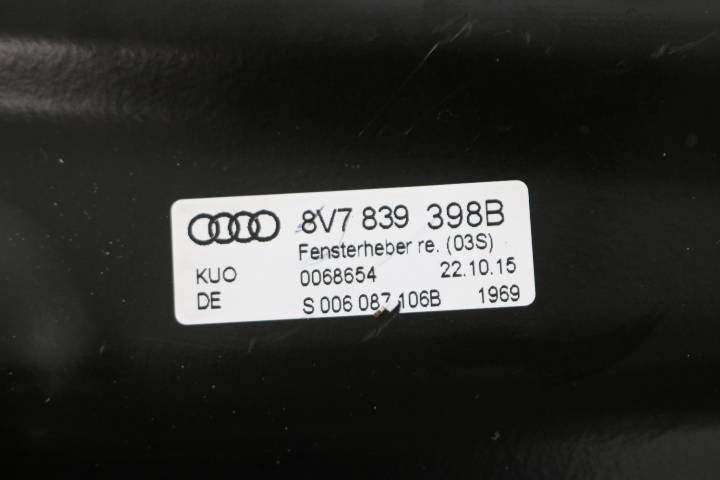 8V7 839 398B
Fensterheber re. (03S)
KUO 0068654 22.10.15
DE S 006 087 106B 1969